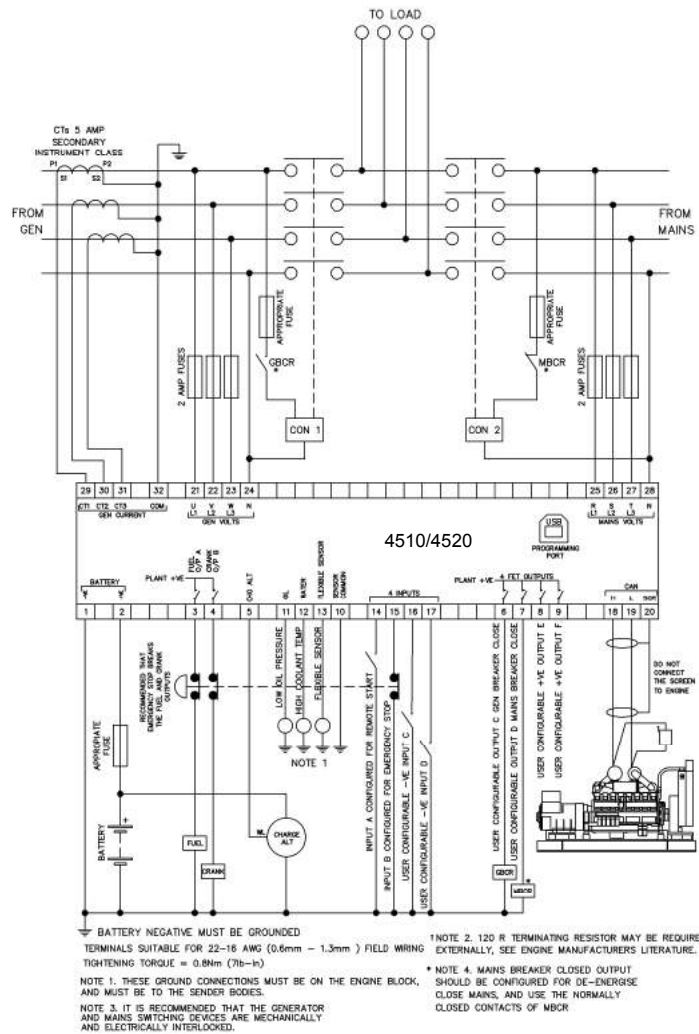 TO LOAD
CTs 5 AMP
SECONDARY
INSTRUMENT CLASS
P1
P2
S1
S2
FROM
GEN
FROM
MAINS
APPROPRIATE
FUSE
APPROPRIATE
FUSE
2 AMP FUSES
GBCR
*
MBCR
*
2 AMP FUSES
CON 1
CON 2
29 30 31 32 21 22 23 24 25 26 27 28
CT1 CT2 CT3 COM
GEN CURRENT
U V W N
L1 L2 L3
GEN VOLTS
R S T N
L1 L2 L3
MAINS VOLTS
4510/4520
USB
PROGRAMMING
PORT
BATTERY
-VE +VE
PLANT +VE
FUEL
O/P A
CRANK
O/P B
CHG ALT
OIL
WATER
FLEXIBLE SENSOR
SENSOR
COMMON
4 INPUTS
PLANT +VE
4 FET OUTPUTS
CAN
H L SCR
1 2 3 4 5 11 12 13 10 14 15 16 17 6 7 8 9 18 19 20
RECOMMENDED THAT
EMERGENCY STOP BREAKS
THE FUEL AND CRANK
OUTPUTS
LOW OIL PRESSURE
HIGH COOLANT TEMP
FLEXIBLE SENSOR
NOTE 1
INPUT A CONFIGURED FOR REMOTE START
INPUT B CONFIGURED FOR EMERGENCY STOP
USER CONFIGURABLE -VE INPUT C
USER CONFIGURABLE -VE INPUT D
USER CONFIGURABLE OUTPUT C GEN BREAKER CLOSE
USER CONFIGURABLE OUTPUT D MAINS BREAKER CLOSE
USER CONFIGURABLE +VE OUTPUT E
USER CONFIGURABLE +VE OUTPUT F
DO NOT
CONNECT
THE SCREEN
TO ENGINE
APPROPIATE
FUSE
BATTERY
+
-
WL
CHARGE
ALT
FUEL
CRANK
GBCR
MBCR
*
BATTERY NEGATIVE MUST BE GROUNDED
TERMINALS SUITABLE FOR 22-16 AWG (0.6mm - 1.3mm ) FIELD WIRING
TIGHTENING TORQUE = 0.8Nm (7lb-in)
NOTE 1. THESE GROUND CONNECTIONS MUST BE ON THE ENGINE BLOCK,
AND MUST BE TO THE SENDER BODIES.
NOTE 3. IT IS RECOMMENDED THAT THE GENERATOR
AND MAINS SWITCHING DEVICES ARE MECHANICALLY
AND ELECTRICALLY INTERLOCKED.
† NOTE 2. 120 R TERMINATING RESISTOR MAY BE REQUIRE
EXTERNALLY, SEE ENGINE MANUFACTURERS LITERATURE.
* NOTE 4. MAINS BREAKER CLOSED OUTPUT
SHOULD BE CONFIGURED FOR DE-ENERGISE
CLOSE MAINS, AND USE THE NORMALLY
CLOSED CONTACTS OF MBCR